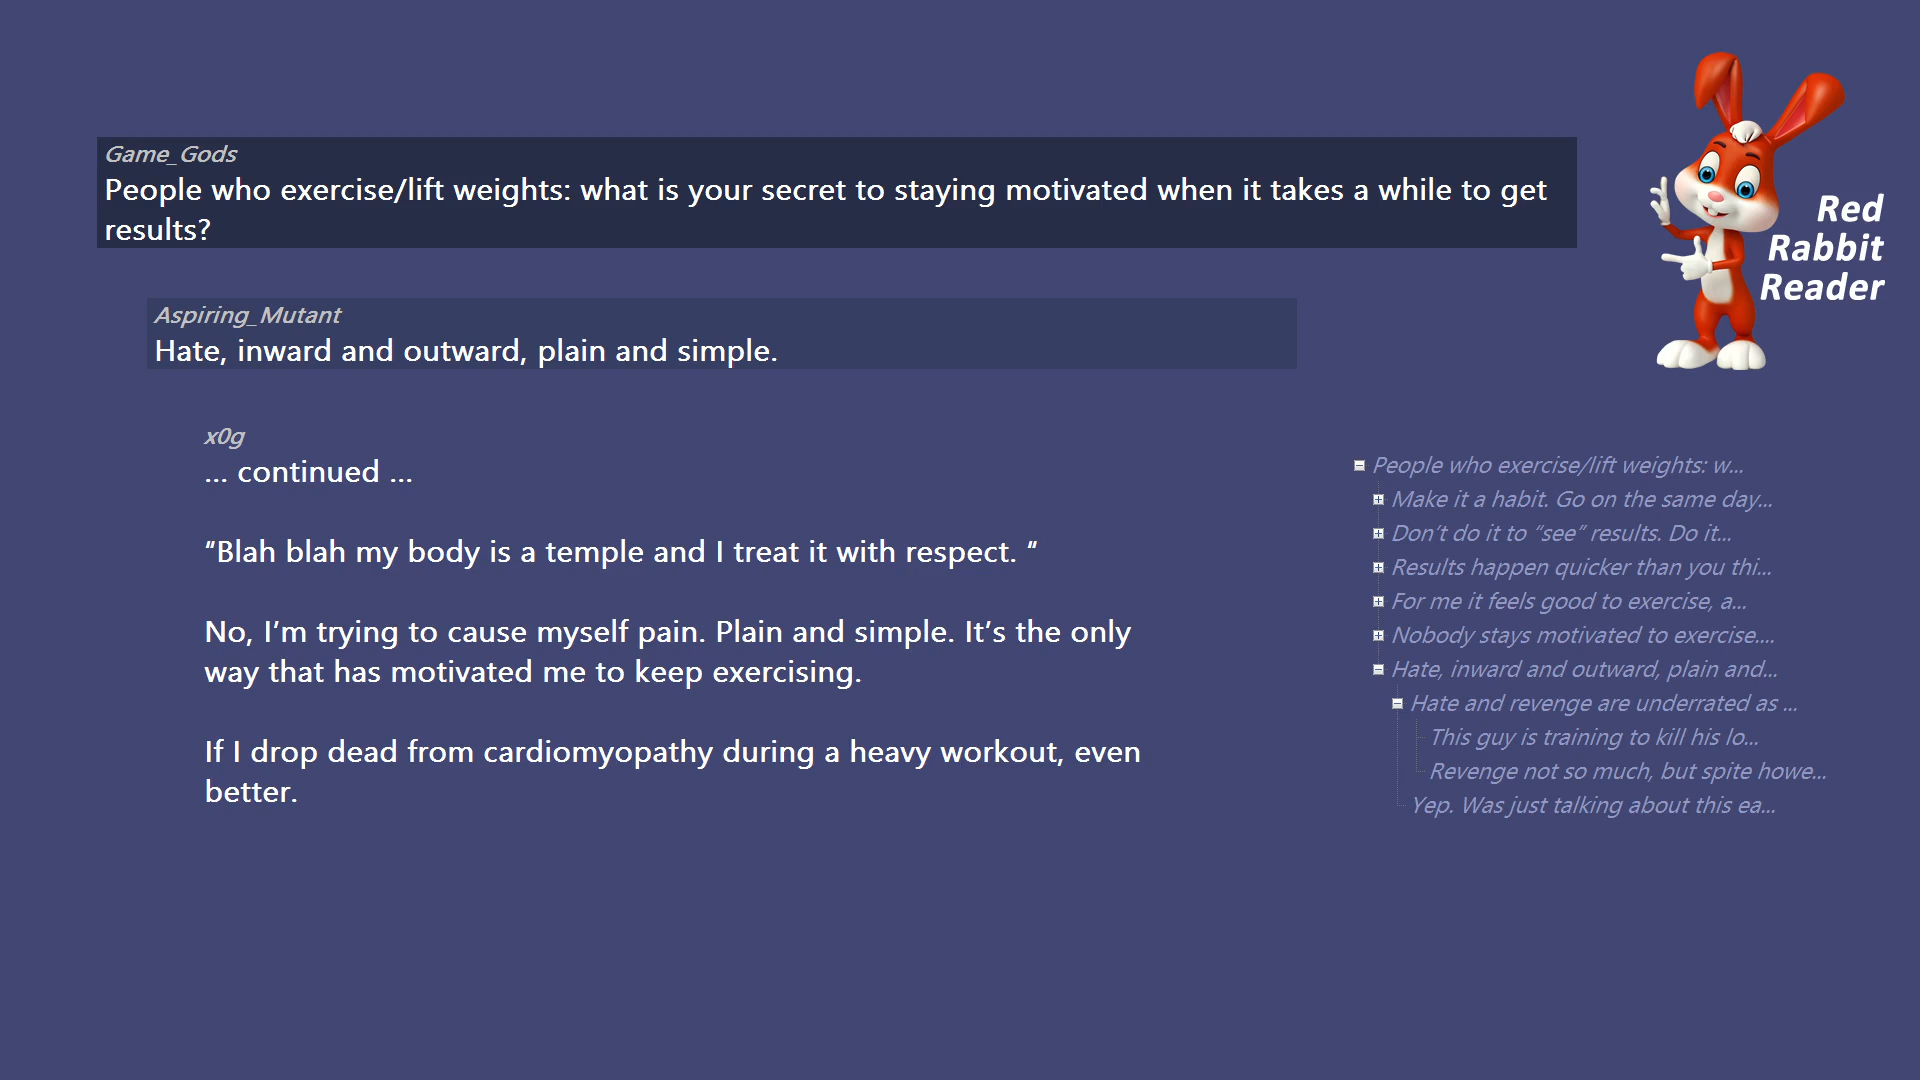 Game_Gods
People who exercise/lift weights: what is your secret to staying motivated when it takes a while to get
results?
Aspiring_Mutant
Hate, inward and outward, plain and simple.
x0g
... continued ...
“Blah blah my body is a temple and I treat it with respect. “
No, I’m trying to cause myself pain. Plain and simple. It’s the only
way that has motivated me to keep exercising.
If I drop dead from cardiomyopathy during a heavy workout, even
better.
Red
Rabbit
Reader
People who exercise/lift weights: w...
Make it a habit. Go on the same day...
Don’t do it to “see” results. Do it...
Results happen quicker than you thi...
For me it feels good to exercise, a...
Nobody stays motivated to exercise....
Hate, inward and outward, plain and...
Hate and revenge are underrated as ...
This guy is training to kill his lo...
Revenge not so much, but spite howe...
Yep. Was just talking about this ea...